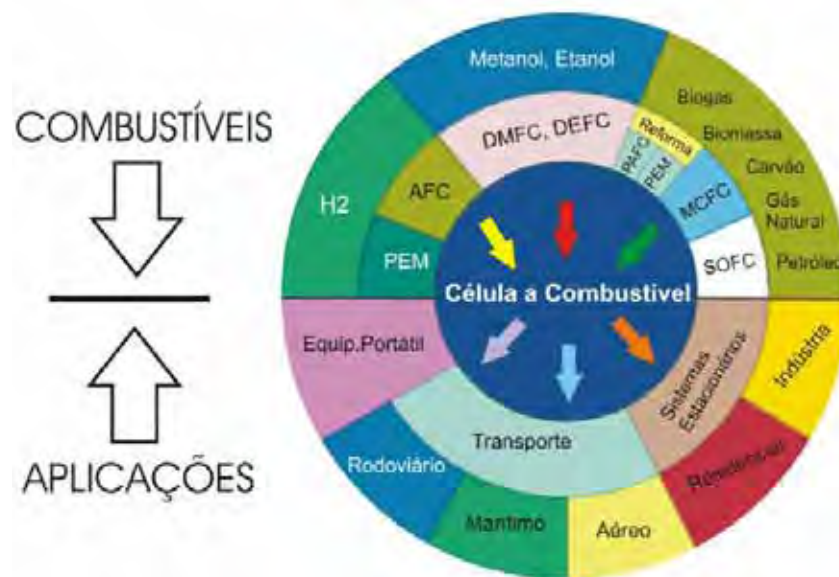 COMBUSTÍVEIS
APLICAÇÕES
Metanol, Etanol
H2
Biogas
Biomassa
Carvão
Gás
Natural
Petróleo
DMFC, DEFC
AFC
PEM
Reforma
PAFC
PEM
MCFC
SOFC
Célula a Combustível
Equip.Portátil
Transporte
Sistemas
Estacionários
Rodoviário
Marítimo
Aéreo
Residencial
Indústria